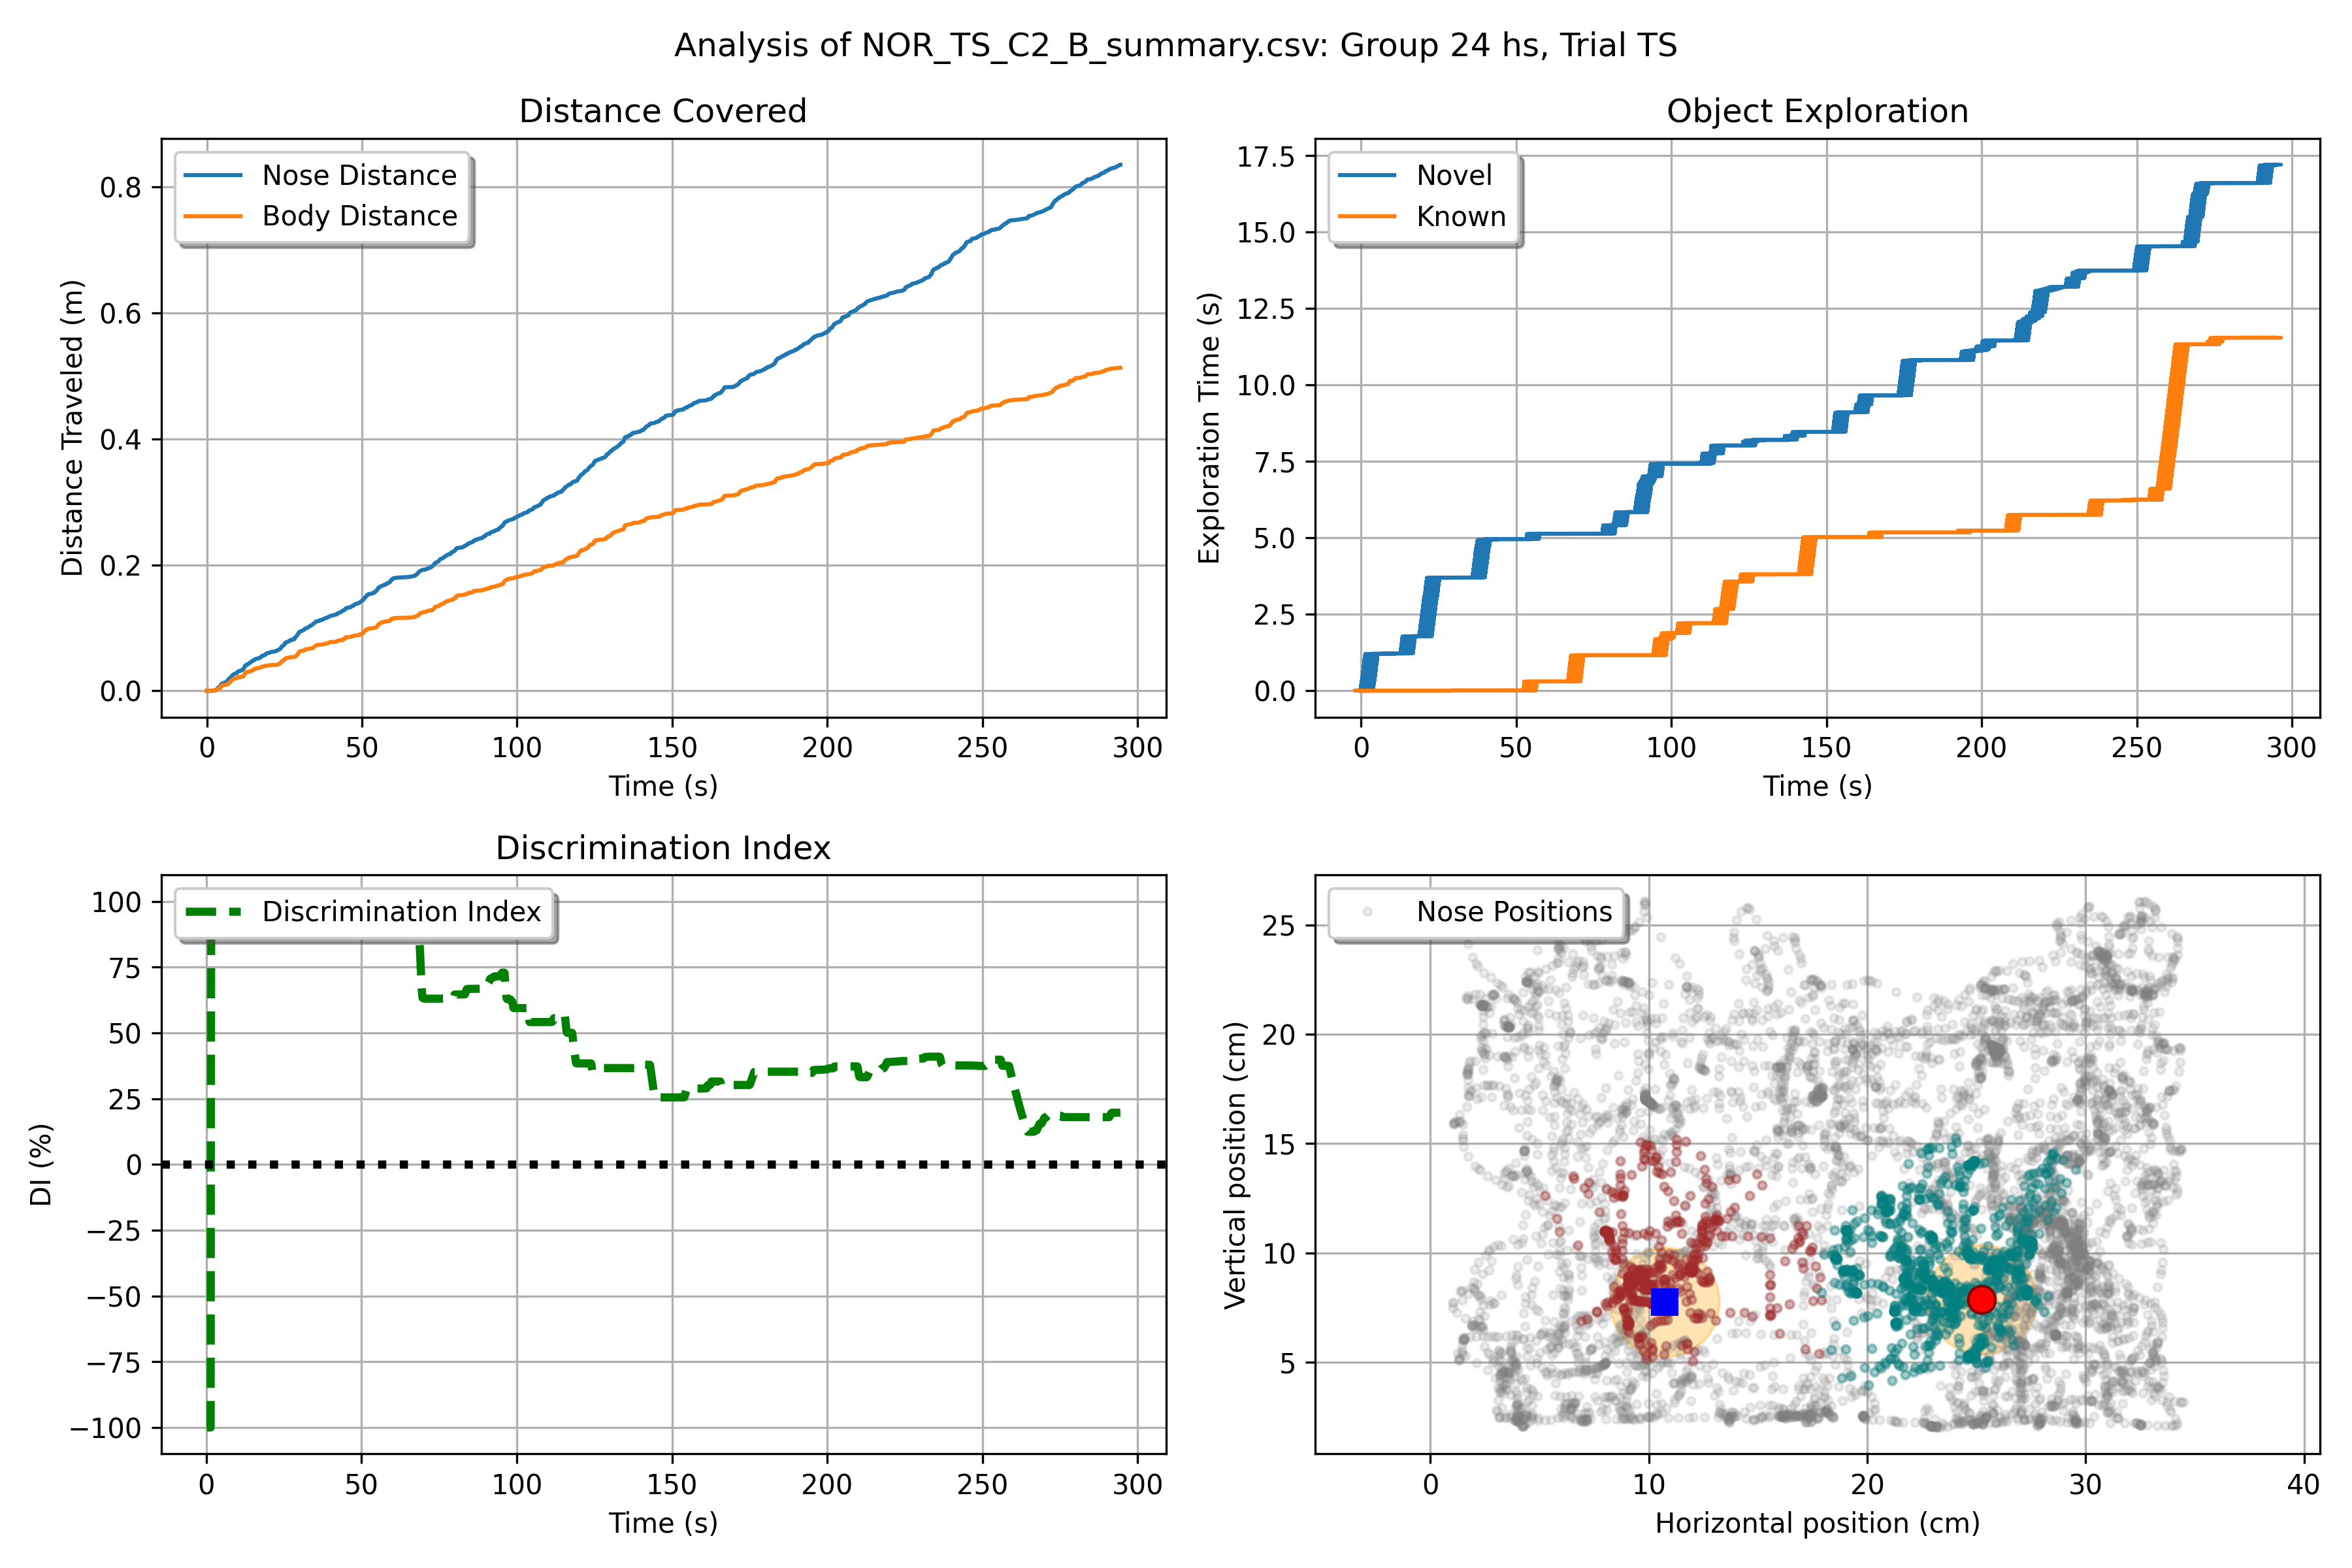 Analysis of NOR_TS_C2_B_summary.csv: Group 24 hs, Trial TS
Distance Covered
Nose Distance
Body Distance
Distance Traveled (m)
0.8
0.6
0.4
0.2
0.0
0 50 100 150 200 250 300
Time (s)
Object Exploration
Novel
Known
Exploration Time (s)
17.5
15.0
12.5
10.0
7.5
5.0
2.5
0.0
0 50 100 150 200 250 300
Time (s)
Discrimination Index
Discrimination Index
DI (%)
100
75
50
25
0
−25
−50
−75
−100
0 50 100 150 200 250 300
Time (s)
Nose Positions
Vertical position (cm)
25
20
15
10
5
0 10 20 30 40
Horizontal position (cm)